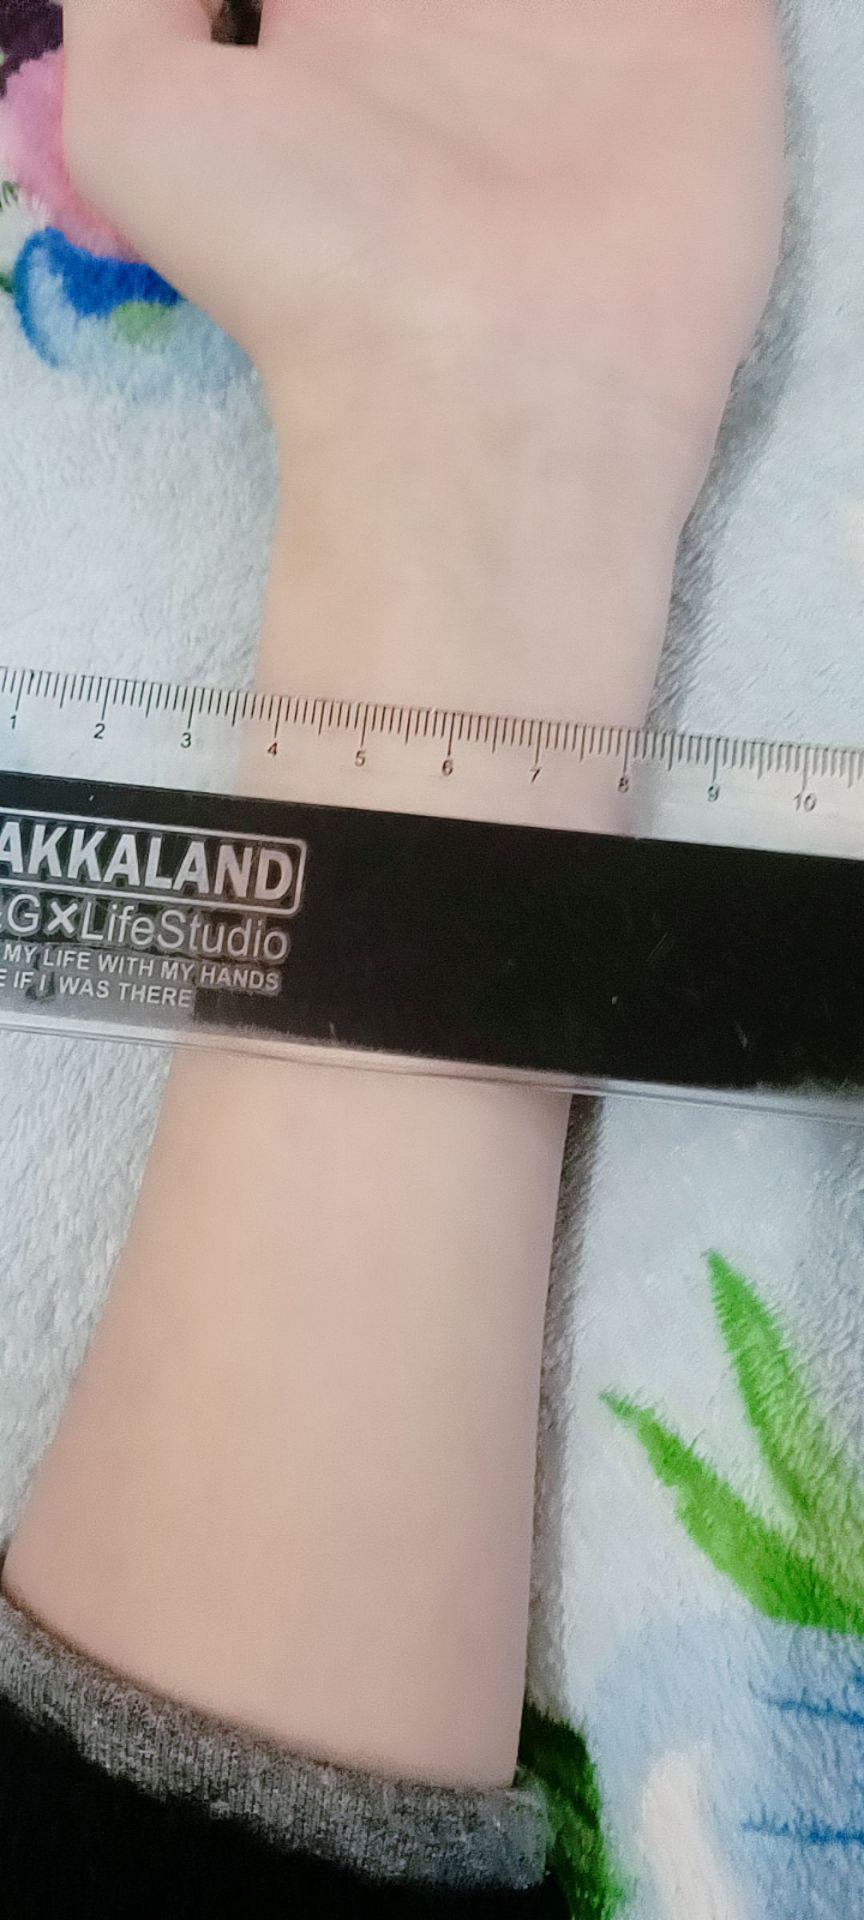 1 2 3 4 5 6 7 8 9 10
AKKALAND
G×LifeStudio
MY LIFE WITH MY HANDS
E IF I WAS THERE